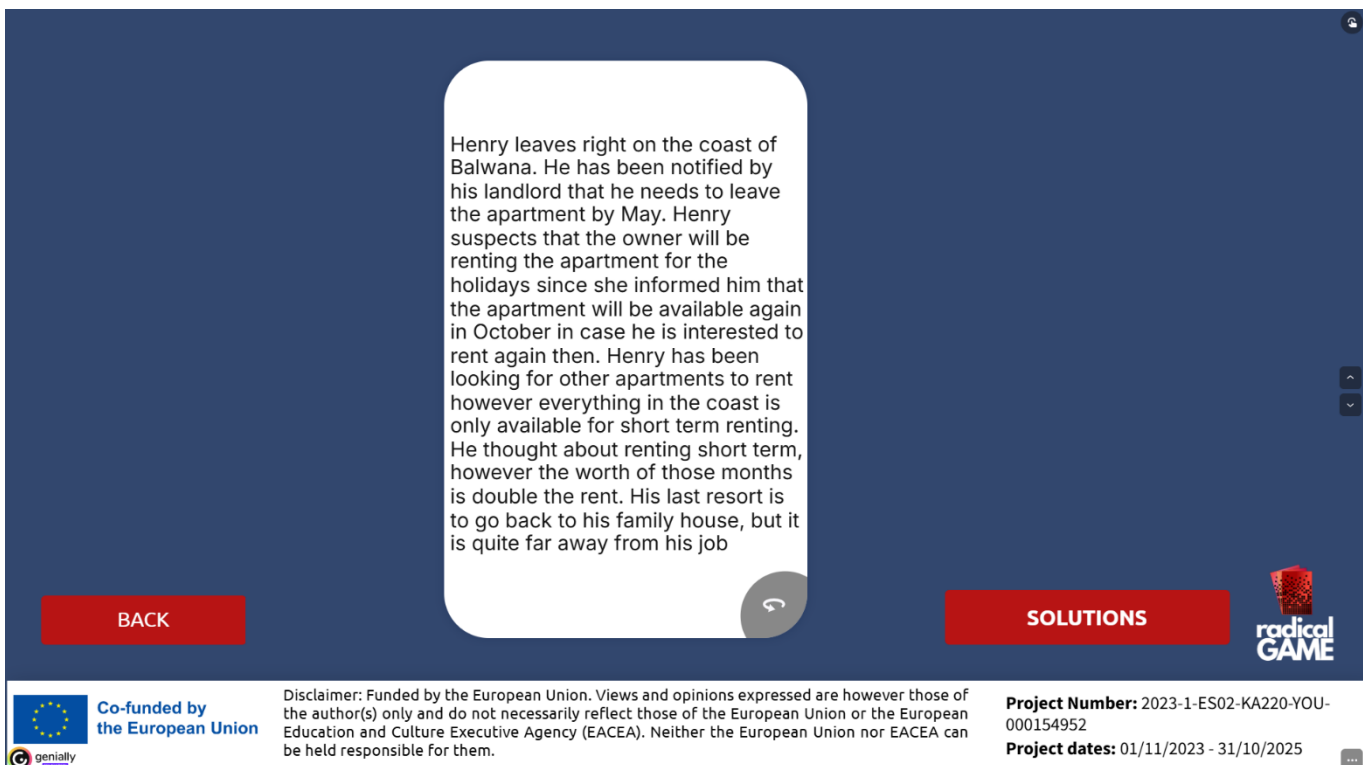 Henry leaves right on the coast of
Balwana. He has been notified by
his landlord that he needs to leave
the apartment by May. Henry
suspects that the owner will be
renting the apartment for the
holidays since she informed him that
the apartment will be available again
in October in case he is interested to
rent again then. Henry has been
looking for other apartments to rent
however everything in the coast is
only available for short term renting.
He thought about renting short term,
however the worth of those months
is double the rent. His last resort is
to go back to his family house, but it
is quite far away from his job
BACK
SOLUTIONS
radical
GAME
Co-funded by
the European Union
genially
Disclaimer: Funded by the European Union. Views and opinions expressed are however those of
the author(s) only and do not necessarily reflect those of the European Union or the European
Education and Culture Executive Agency (EACEA). Neither the European Union nor EACEA can
be held responsible for them.
Project Number: 2023-1-ES02-KA220-YOU-
000154952
Project dates: 01/11/2023 - 31/10/2025